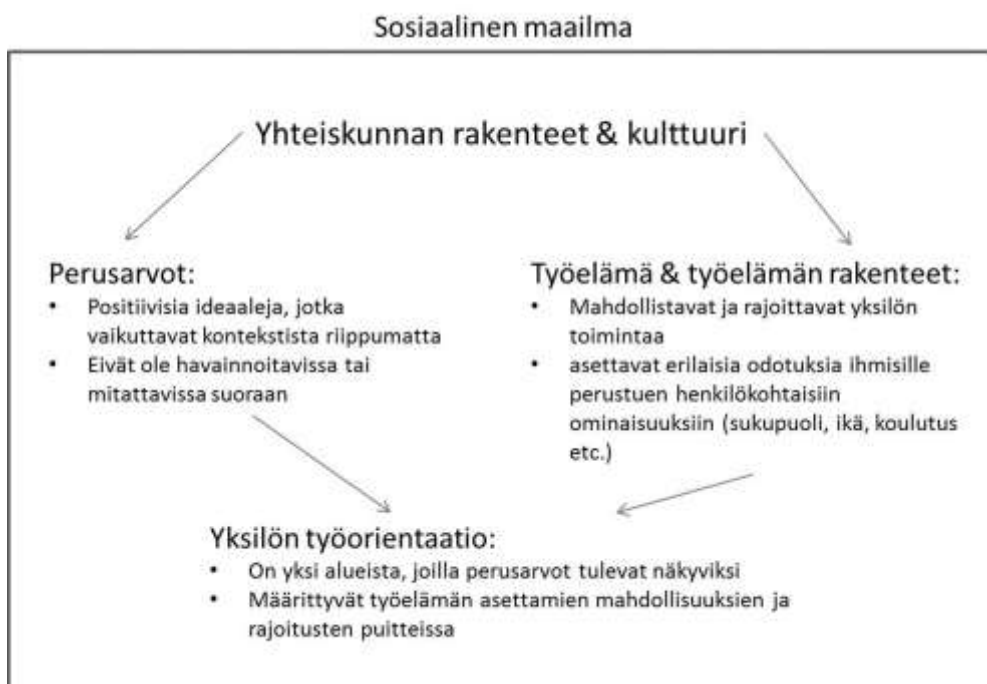 Sosiaalinen maailma
Yhteiskunnan rakenteet & kulttuuri
Perusarvot:
• Positiivisia ideaaleja, jotka
vaikuttavat kontekstista riippumatta
• Eivät ole havainnoitavissa tai
mitattavissa suoraan
Työelämä & työelämän rakenteet:
• Mahdollistavat ja rajoittavat yksilön
toimintaa
• asettavat erilaisia odotuksia ihmisille
perustuen henkilökohtaisiin
ominaisuuksiin (sukupuoli, ikä, koulutus
etc.)
Yksilön työorientaatio:
• On yksi alueista, joilla perusarvot tulevat näkyviksi
• Määrittyvät työelämän asettamien mahdollisuuksien ja
rajoitusten puitteissa